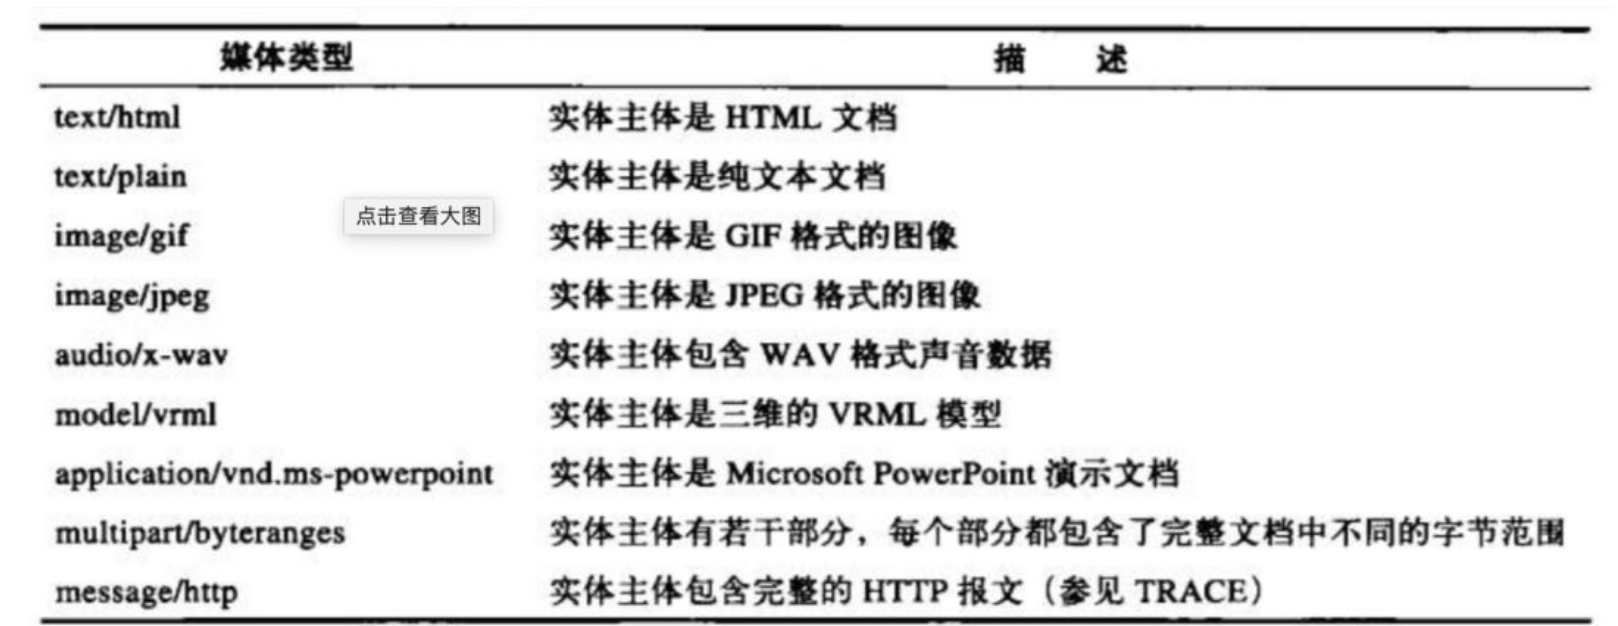 媒体类型 描 述
text/html 实体主体是 HTML 文档
text/plain 实体主体是纯文本文档
点击查看大图
image/gif 实体主体是 GIF 格式的图像
image/jpeg 实体主体是 JPEG 格式的图像
audio/x-wav 实体主体包含 WAV 格式声音数据
model/vrml 实体主体是三维的 VRML 模型
application/vnd.ms-powerpoint 实体主体是 Microsoft PowerPoint 演示文档
multipart/byteranges 实体主体有若干部分，每个部分都包含了完整文档中不同的字节范围
message/http 实体主体包含完整的 HTTP 报文（参见 TRACE）